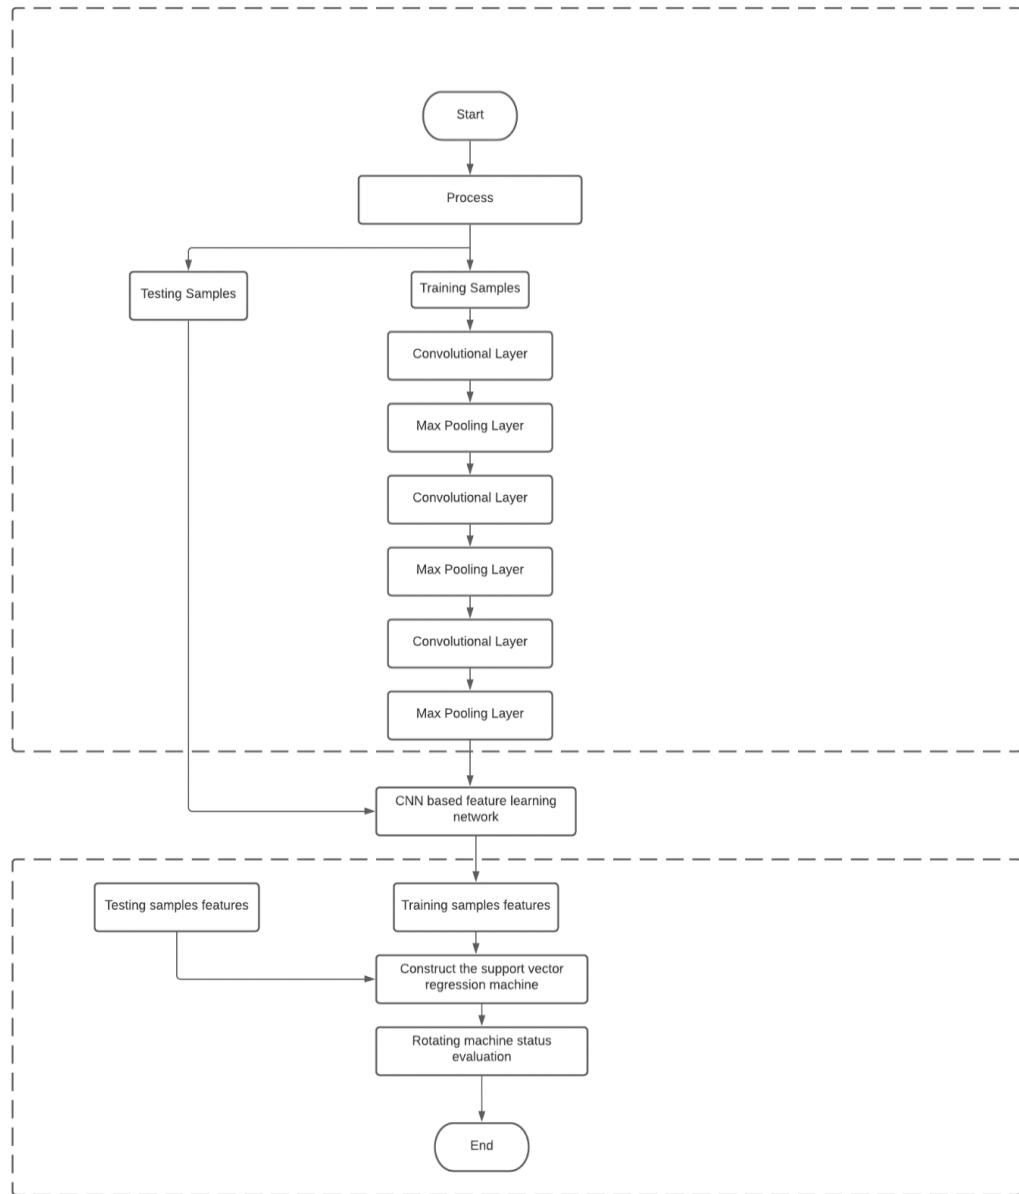 Start
Process
Testing Samples
Training Samples
Convolutional Layer
Max Pooling Layer
Convolutional Layer
Max Pooling Layer
Convolutional Layer
Max Pooling Layer
CNN based feature learning
network
Testing samples features
Training samples features
Construct the support vector
regression machine
Rotating machine status
evaluation
End